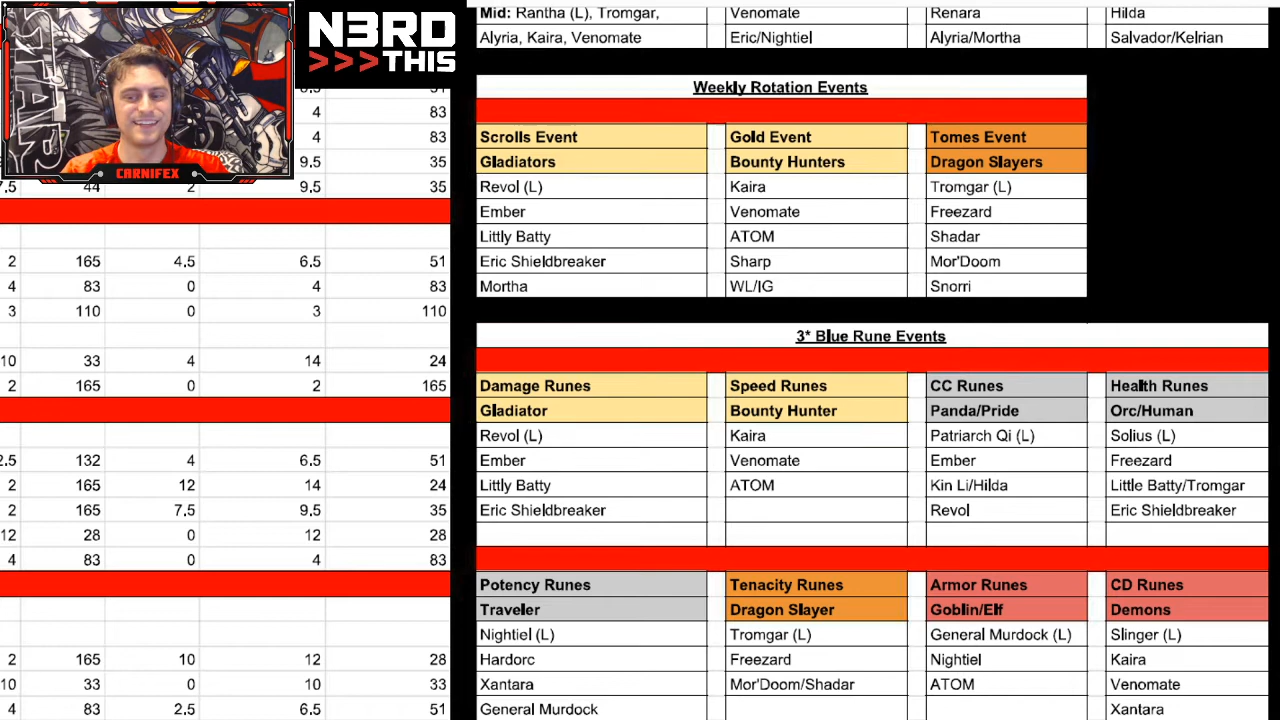 N3RD
>>> THIS
CARNIFEX
Mid: Rantha (L), Tromgar, Venomate Renara Hilda
Alyria, Kaira, Venomate Eric/Nightiel Alyria/Mortha Salvador/Kelrian
Weekly Rotation Events
Scrolls Event Gold Event Tomes Event
Gladiators Bounty Hunters Dragon Slayers
Revol (L) Kaira Tromgar (L)
Ember Venomate Freezard
Littly Batty ATOM Shadar
Eric Shieldbreaker Sharp Mor'Doom
Mortha WL/IG Snorri
3* Blue Rune Events
Damage Runes Speed Runes CC Runes Health Runes
Gladiator Bounty Hunter Panda/Pride Orc/Human
Revol (L) Kaira Patriarch Qi (L) Solius (L)
Ember Venomate Ember Freezard
Littly Batty ATOM Kin Li/Hilda Little Batty/Tromgar
Eric Shieldbreaker Revol Eric Shieldbreaker
Potency Runes Tenacity Runes Armor Runes CD Runes
Traveler Dragon Slayer Goblin/Elf Demons
Nightiel (L) Tromgar (L) General Murdock (L) Slinger (L)
Hardorc Freezard Nightiel Kaira
Xantara Mor'Doom/Shadar ATOM Venomate
General Murdock Xantara
4 83
4 83
9.5 35
7.5 44 2 9.5 35
2 165 4.5 6.5 51
4 83 0 4 83
3 110 0 3 110
10 33 4 14 24
2 165 0 2 165
2.5 132 4 6.5 51
2 165 12 14 24
2 165 7.5 9.5 35
12 28 0 12 28
4 83 0 4 83
2 165 10 12 28
10 33 0 10 33
4 83 2.5 6.5 51